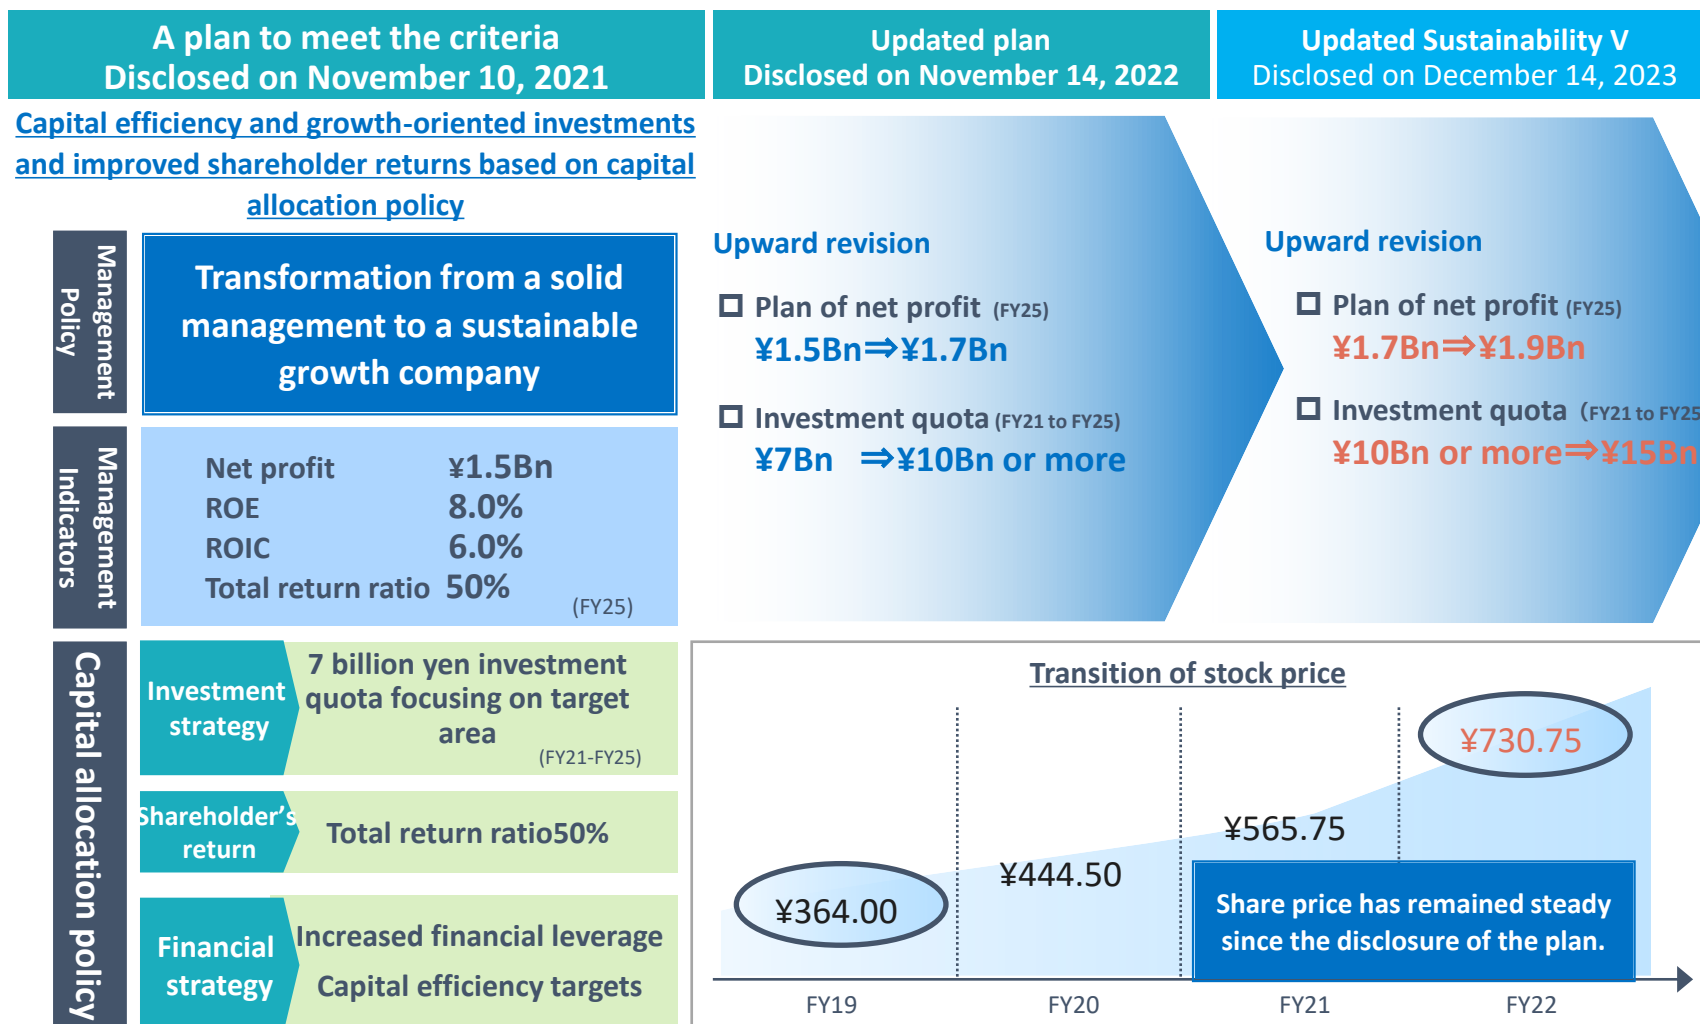 A plan to meet the criteria
Disclosed on November 10, 2021
Updated plan
Disclosed on November 14, 2022
Updated Sustainability V
Disclosed on December 14, 2023
Capital efficiency and growth-oriented investments
and improved shareholder returns based on capital
allocation policy
Management
Policy
Transformation from a solid
management to a sustainable
growth company
Management
Indicators
Net profit ¥1.5Bn
ROE 8.0%
ROIC 6.0%
Total return ratio 50%
(FY25)
Upward revision
Plan of net profit (FY25)
¥1.5Bn⇒¥1.7Bn
Investment quota (FY21 to FY25)
¥7Bn ⇒¥10Bn or more
Upward revision
Plan of net profit (FY25)
¥1.7Bn⇒¥1.9Bn
Investment quota (FY21 to FY25
¥10Bn or more⇒¥15Bn
Capital allocation policy
Investment
strategy
7 billion yen investment
quota focusing on target
area
(FY21-FY25)
Shareholder's
return
Total return ratio50%
Financial
strategy
Increased financial leverage
Capital efficiency targets
Transition of stock price
¥364.00
¥444.50
¥565.75
¥730.75
Share price has remained steady
since the disclosure of the plan.
FY19
FY20
FY21
FY22